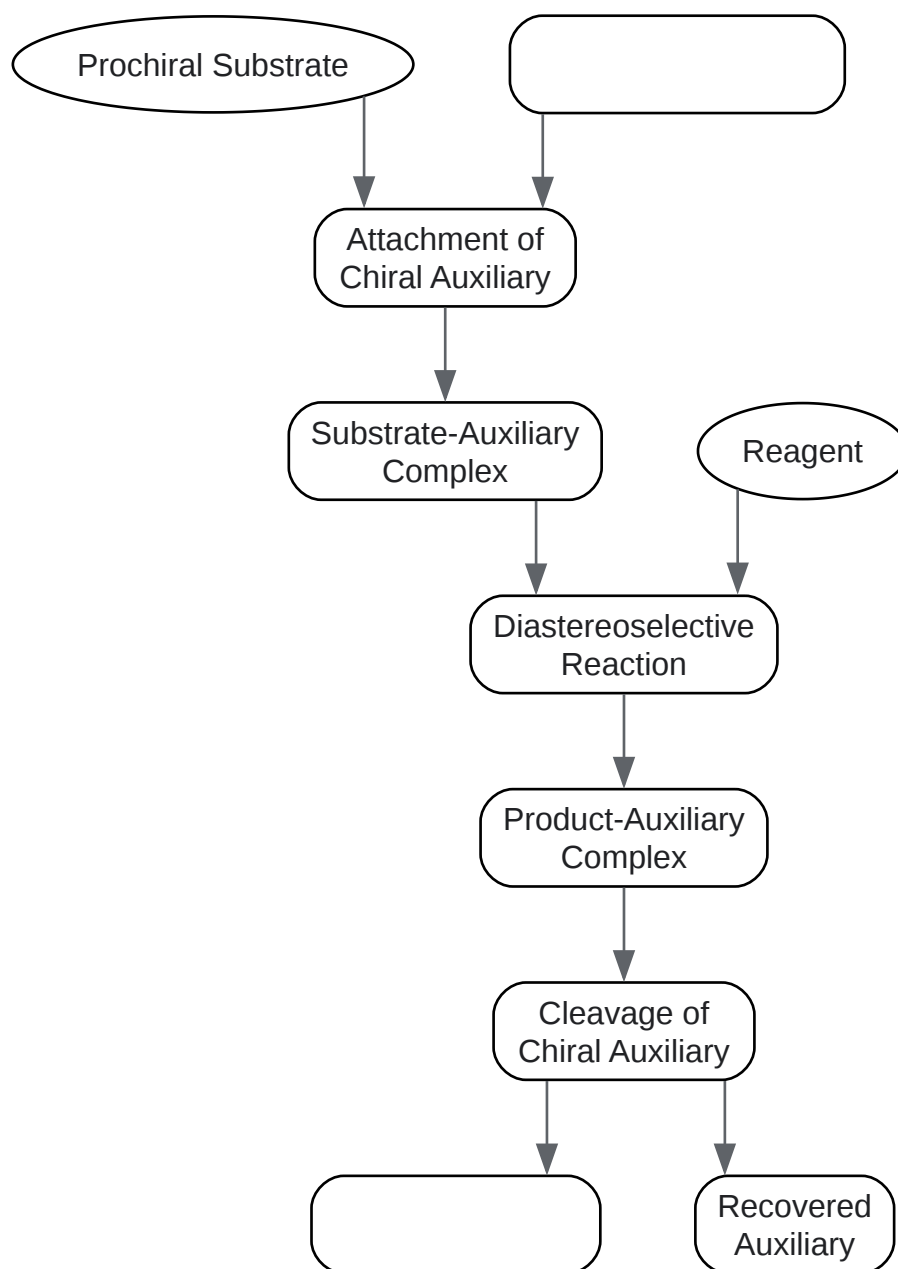 Prochiral Substrate
Attachment of
Chiral Auxiliary
Substrate-Auxiliary
Complex
Reagent
Diastereoselective
Reaction
Product-Auxiliary
Complex
Cleavage of
Chiral Auxiliary
Recovered
Auxiliary